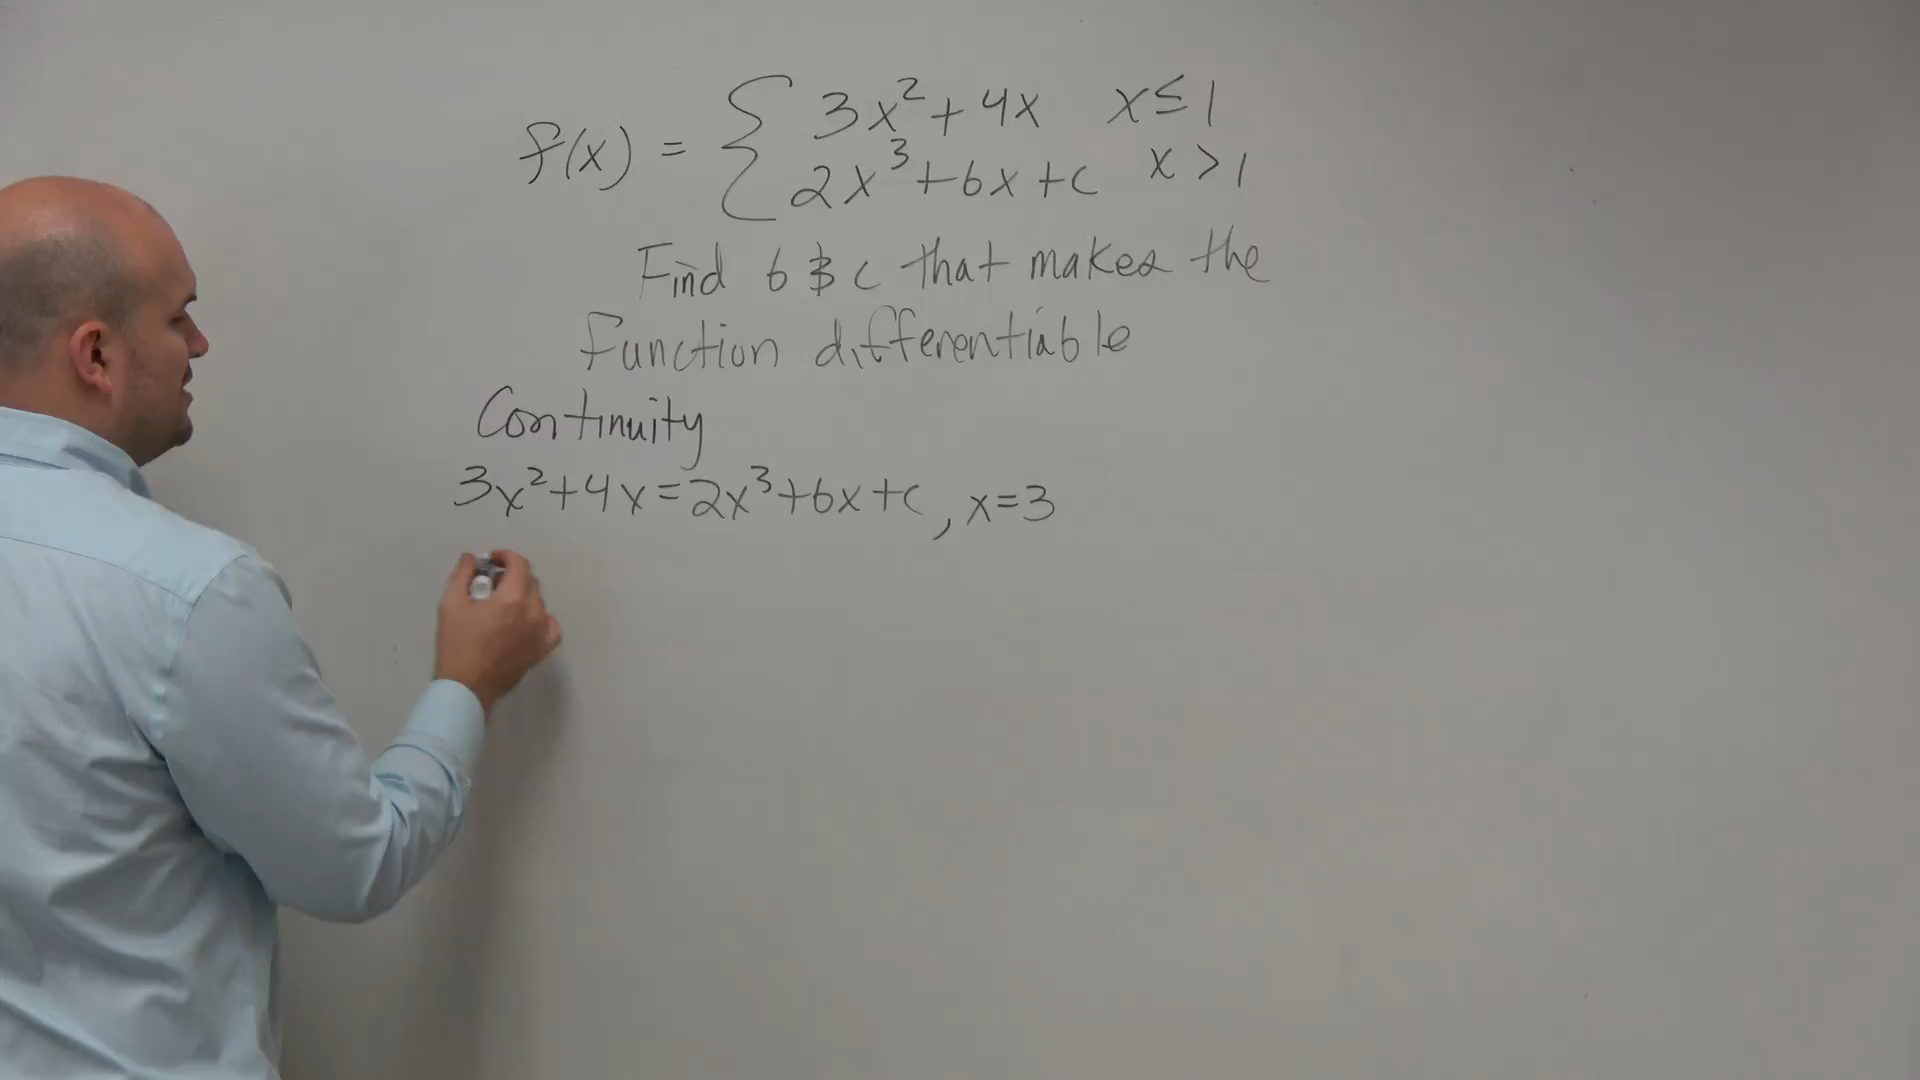 f(x) = { 3x² + 4x x ≤ 1
2x³ + bx + c x > 1
Find b & c that makes the
function differentiable
Continuity
3x² + 4x = 2x³ + bx + c, x = 3